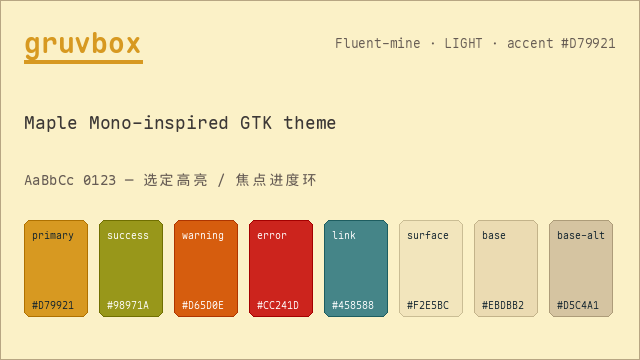 gruvbox
Fluent-mine · LIGHT · accent #D79921
Maple Mono-inspired GTK theme
AaBbCc 0123 — 选定高亮 / 焦点进度环
primary success warning error link surface base base-alt
#D79921 #98971A #D65D0E #CC241D #458588 #F2E5BC #EBDBB2 #D5C4A1